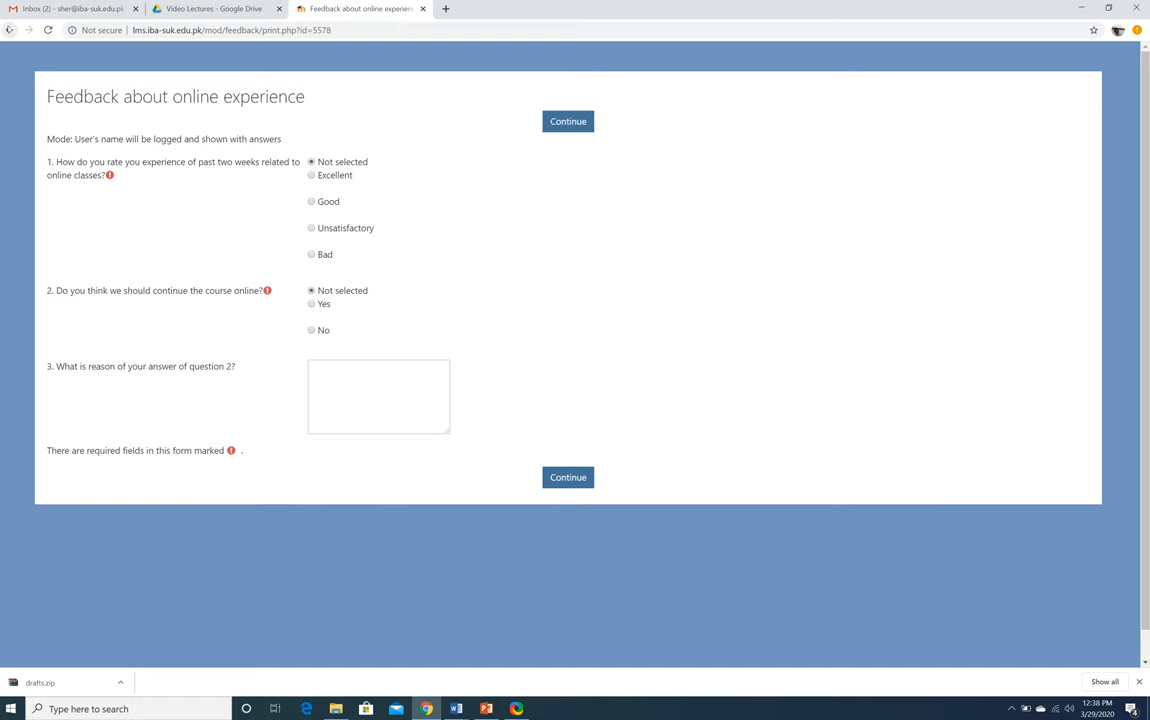 Inbox (2) - sher@iba-suk.edu.pk
Video Lectures - Google Drive
Feedback about online experien
Not secure
lms.iba-suk.edu.pk/mod/feedback/print.php?id=5578
Feedback about online experience
Continue
Mode: User's name will be logged and shown with answers
1. How do you rate you experience of past two weeks related to
online classes?
Not selected
Excellent
Good
Unsatisfactory
Bad
2. Do you think we should continue the course online?
Not selected
Yes
No
3. What is reason of your answer of question 2?
There are required fields in this form marked .
Continue
drafts.zip
Show all
Type here to search
12:38 PM
3/29/2020
4